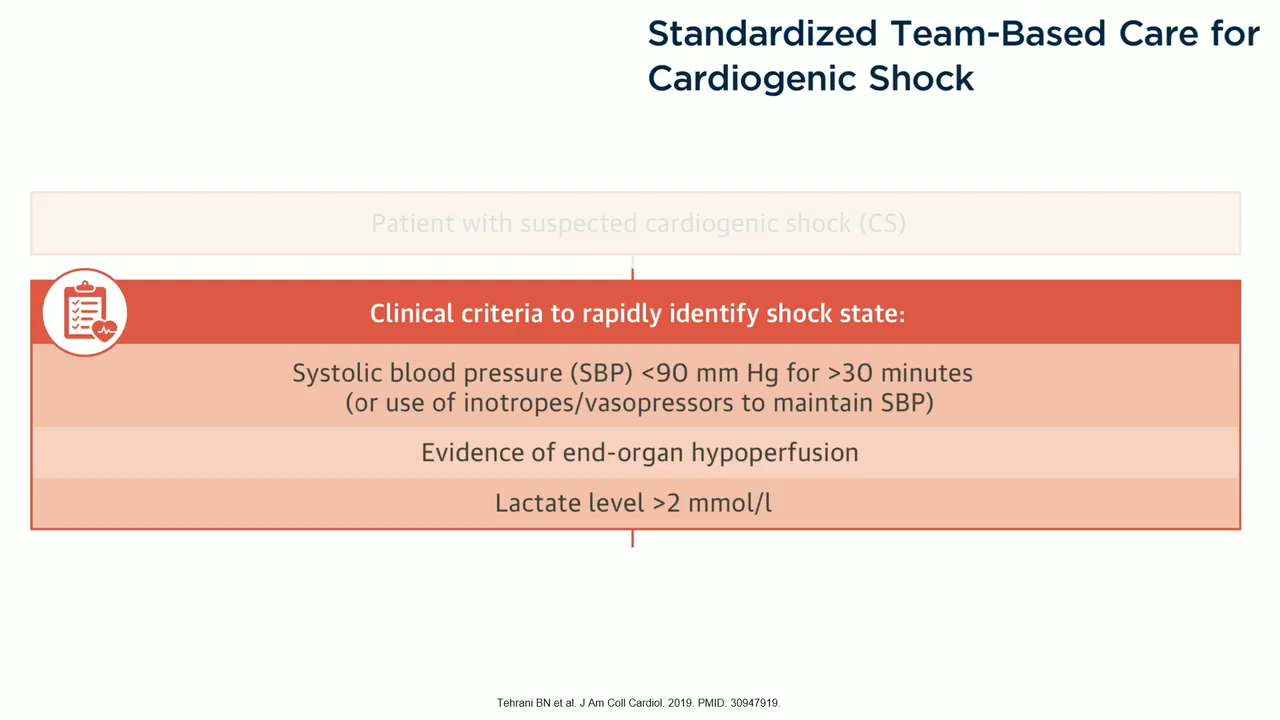 Standardized Team-Based Care for
Cardiogenic Shock
Patient with suspected cardiogenic shock (CS)
Clinical criteria to rapidly identify shock state:
Systolic blood pressure (SBP) <90 mm Hg for >30 minutes
(or use of inotropes/vasopressors to maintain SBP)
Evidence of end-organ hypoperfusion
Lactate level >2 mmol/l
Tehrani BN et al. J Am Coll Cardiol. 2019. PMID: 30947919.